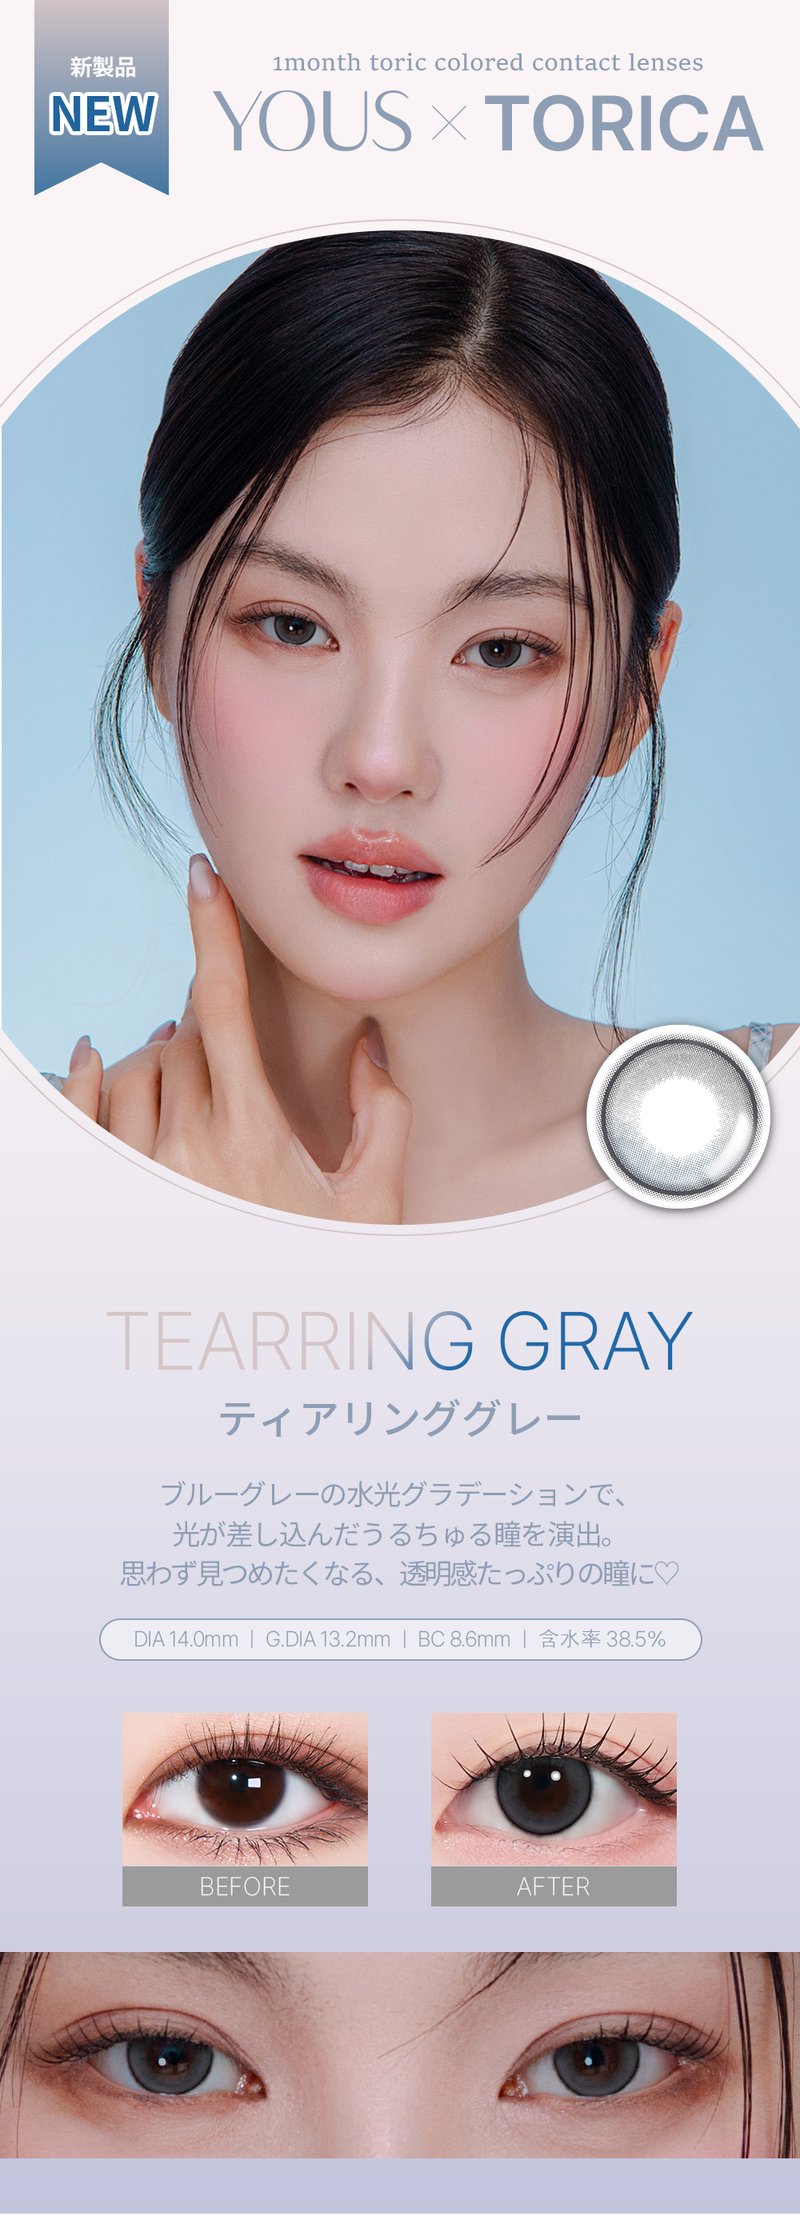 新製品
NEW
1month toric colored contact lenses
YOUS × TORICA
TEARRING GRAY
ティアリンググレー
ブルーグレーの水光グラデーションで、
光が差し込んだうるちゅる瞳を演出。
思わず見つめたくなる、透明感たっぷりの瞳に♡
DIA 14.0mm | G.DIA 13.2mm | BC 8.6mm | 含水率 38.5%
BEFORE
AFTER